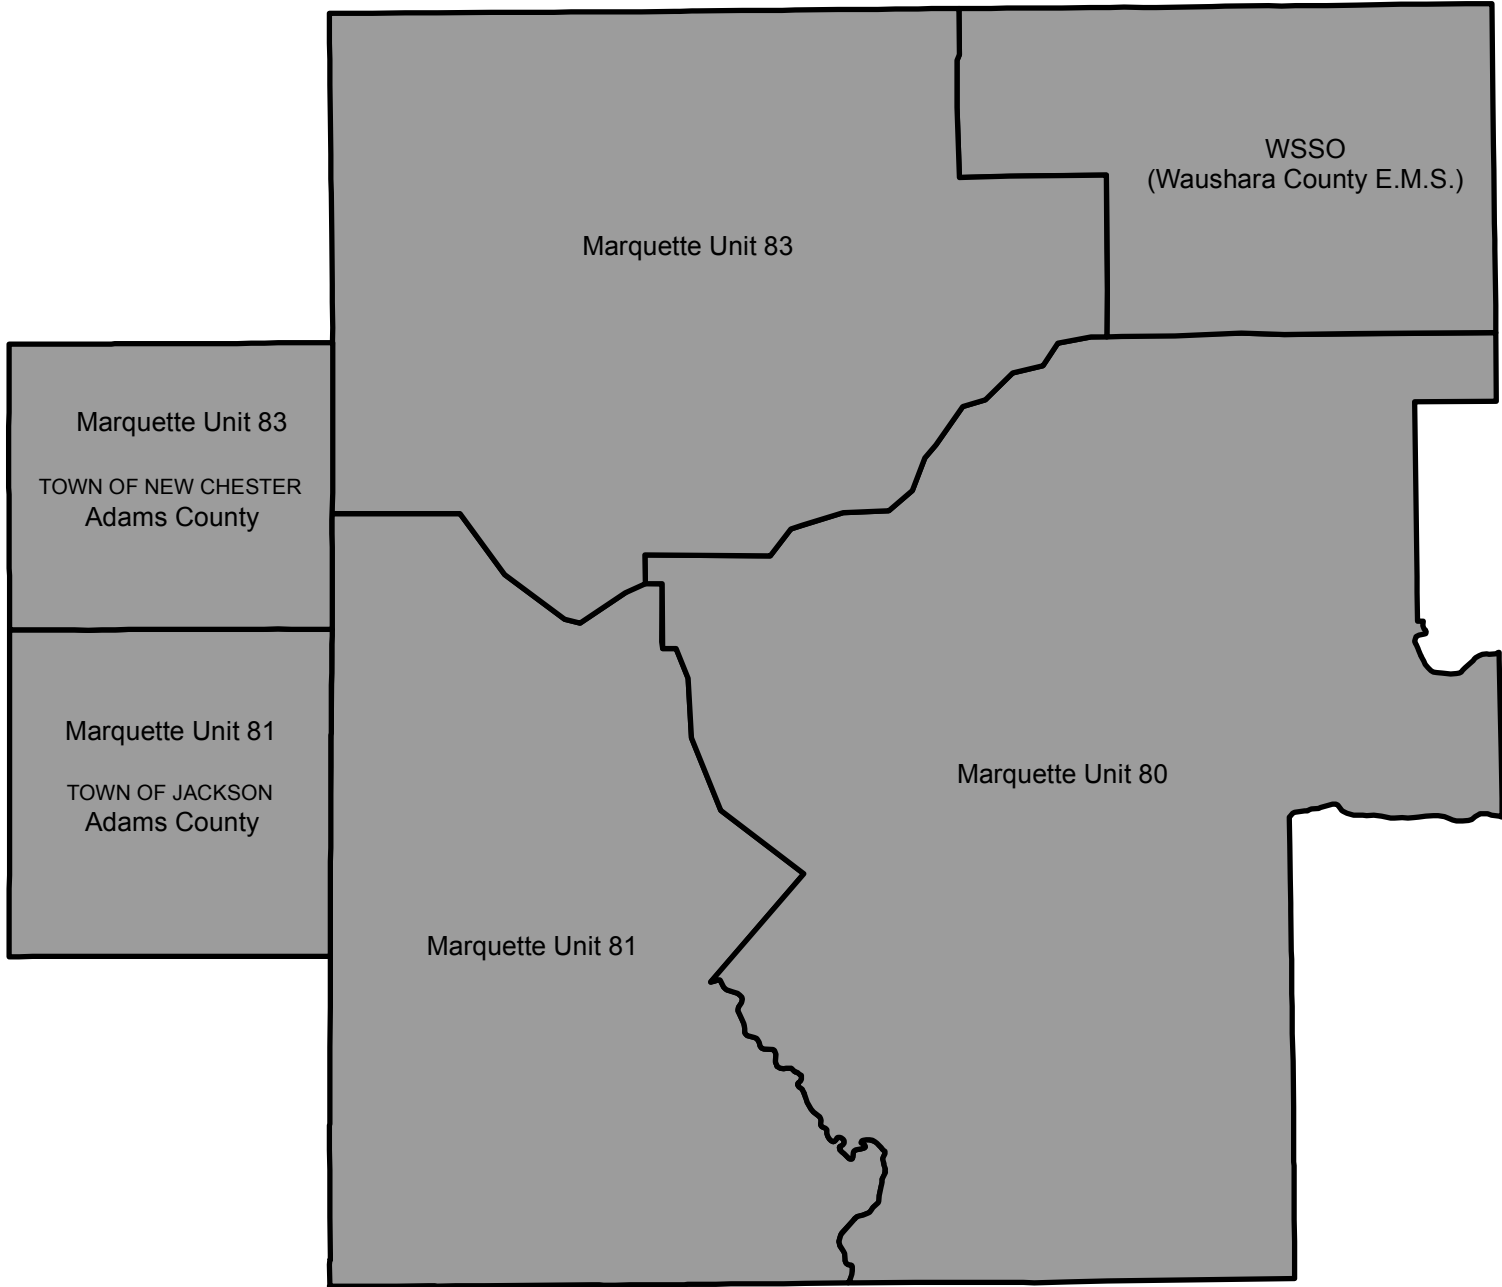 WSSO
(Waushara County E.M.S.)
Marquette Unit 83
Marquette Unit 83
TOWN OF NEW CHESTER
Adams County
Marquette Unit 81
TOWN OF JACKSON
Adams County
Marquette Unit 80
Marquette Unit 81